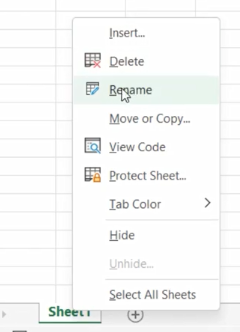 Insert...
Delete
Rename
Move or Copy...
View Code
Protect Sheet...
Tab Color
Hide
Unhide...
Select All Sheets
Sheet1